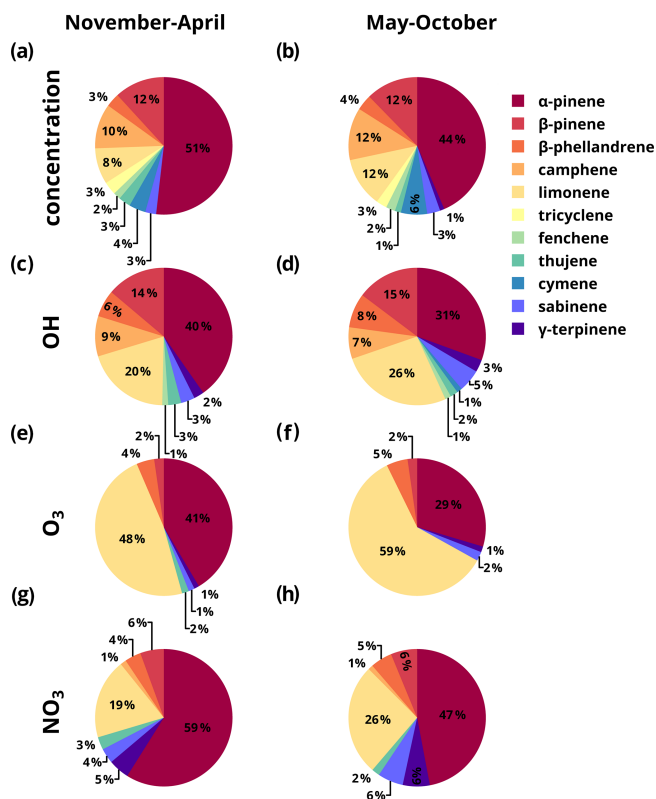 November-April
May-October
(a)
(b)
concentration
3%
12%
10%
51%
8%
3%
2%
3%
4%
3%
4%
12%
12%
44%
12%
3%
2%
1%
6%
3%
1%
α-pinene
β-pinene
β-phellandrene
camphene
limonene
tricyclene
fenchene
thujene
cymene
sabinene
γ-terpinene
(c)
(d)
OH
14%
6%
40%
9%
20%
2%
3%
3%
1%
15%
8%
31%
7%
26%
3%
5%
1%
2%
1%
(e)
(f)
O3
2%
4%
41%
48%
1%
1%
2%
2%
5%
29%
59%
1%
2%
(g)
(h)
NO3
6%
4%
1%
19%
59%
3%
4%
5%
5%
6%
1%
47%
26%
2%
6%
6%